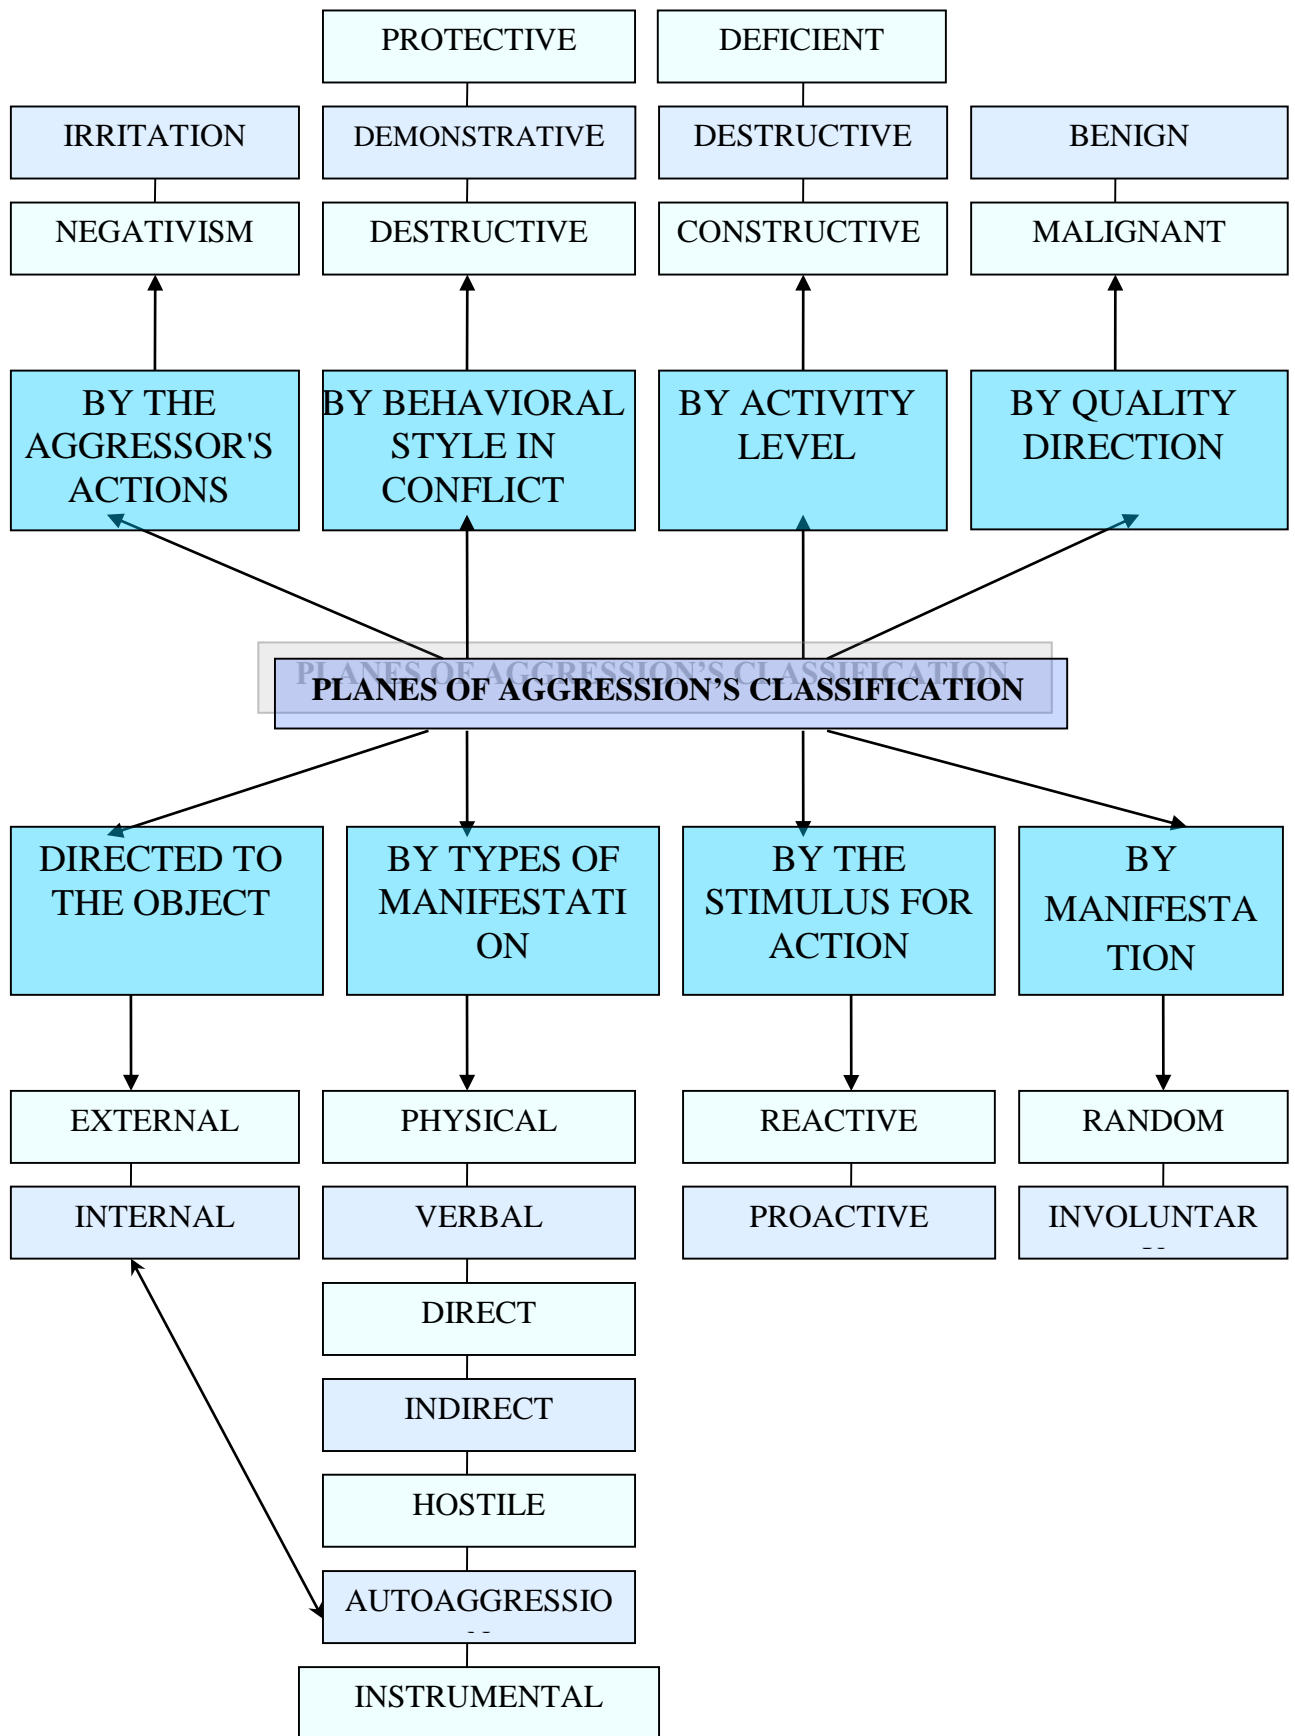 PROTECTIVE
DEFICIENT
IRRITATION
DEMONSTRATIVE
DESTRUCTIVE
BENIGN
NEGATIVISM
DESTRUCTIVE
CONSTRUCTIVE
MALIGNANT
BY THE
AGGRESSOR'S
ACTIONS
BY BEHAVIORAL
STYLE IN
CONFLICT
BY ACTIVITY
LEVEL
BY QUALITY
DIRECTION
PLANES OF AGGRESSION’S CLASSIFICATION
PLANES OF AGGRESSION’S CLASSIFICATION
DIRECTED TO
THE OBJECT
BY TYPES OF
MANIFESTATI
ON
BY THE
STIMULUS FOR
ACTION
BY
MANIFESTA
TION
EXTERNAL
PHYSICAL
REACTIVE
RANDOM
INTERNAL
VERBAL
PROACTIVE
INVOLUNTAR
DIRECT
INDIRECT
HOSTILE
AUTOAGGRESSIO
INSTRUMENTAL